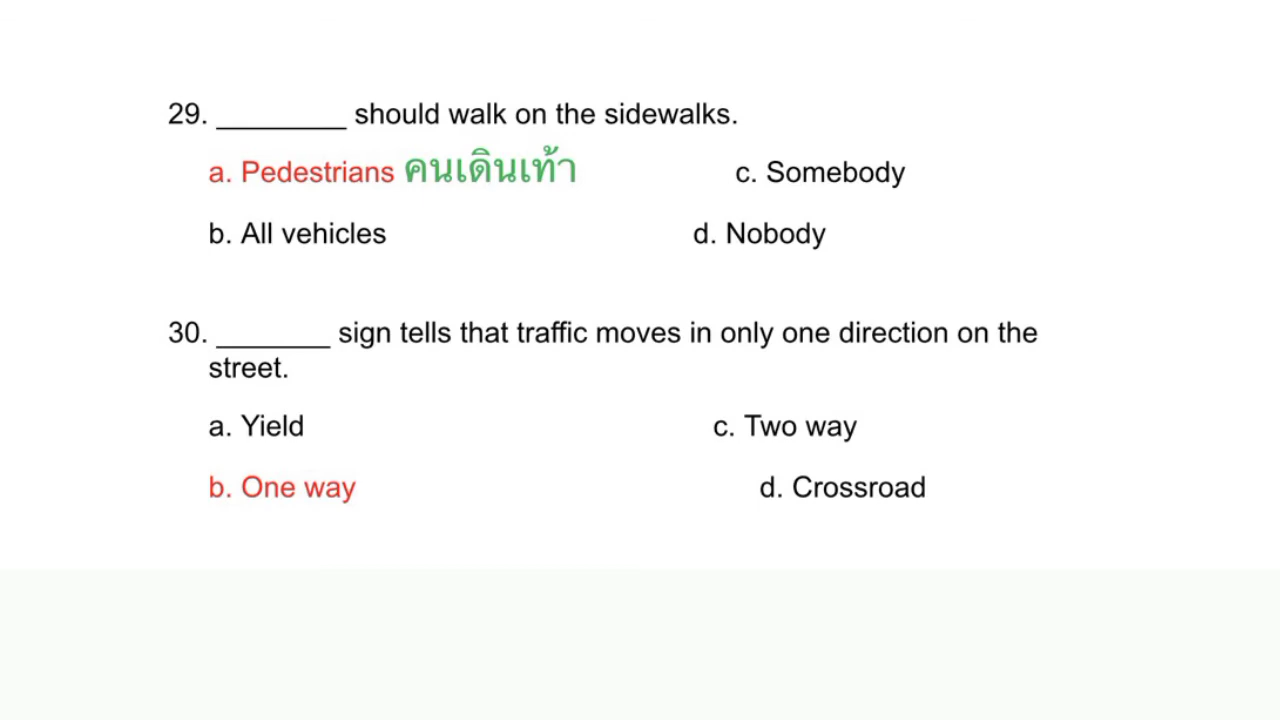 29. ________ should walk on the sidewalks.
a. Pedestrians คนเดินเท้า c. Somebody
b. All vehicles d. Nobody
30. _______ sign tells that traffic moves in only one direction on the
street.
a. Yield c. Two way
b. One way d. Crossroad